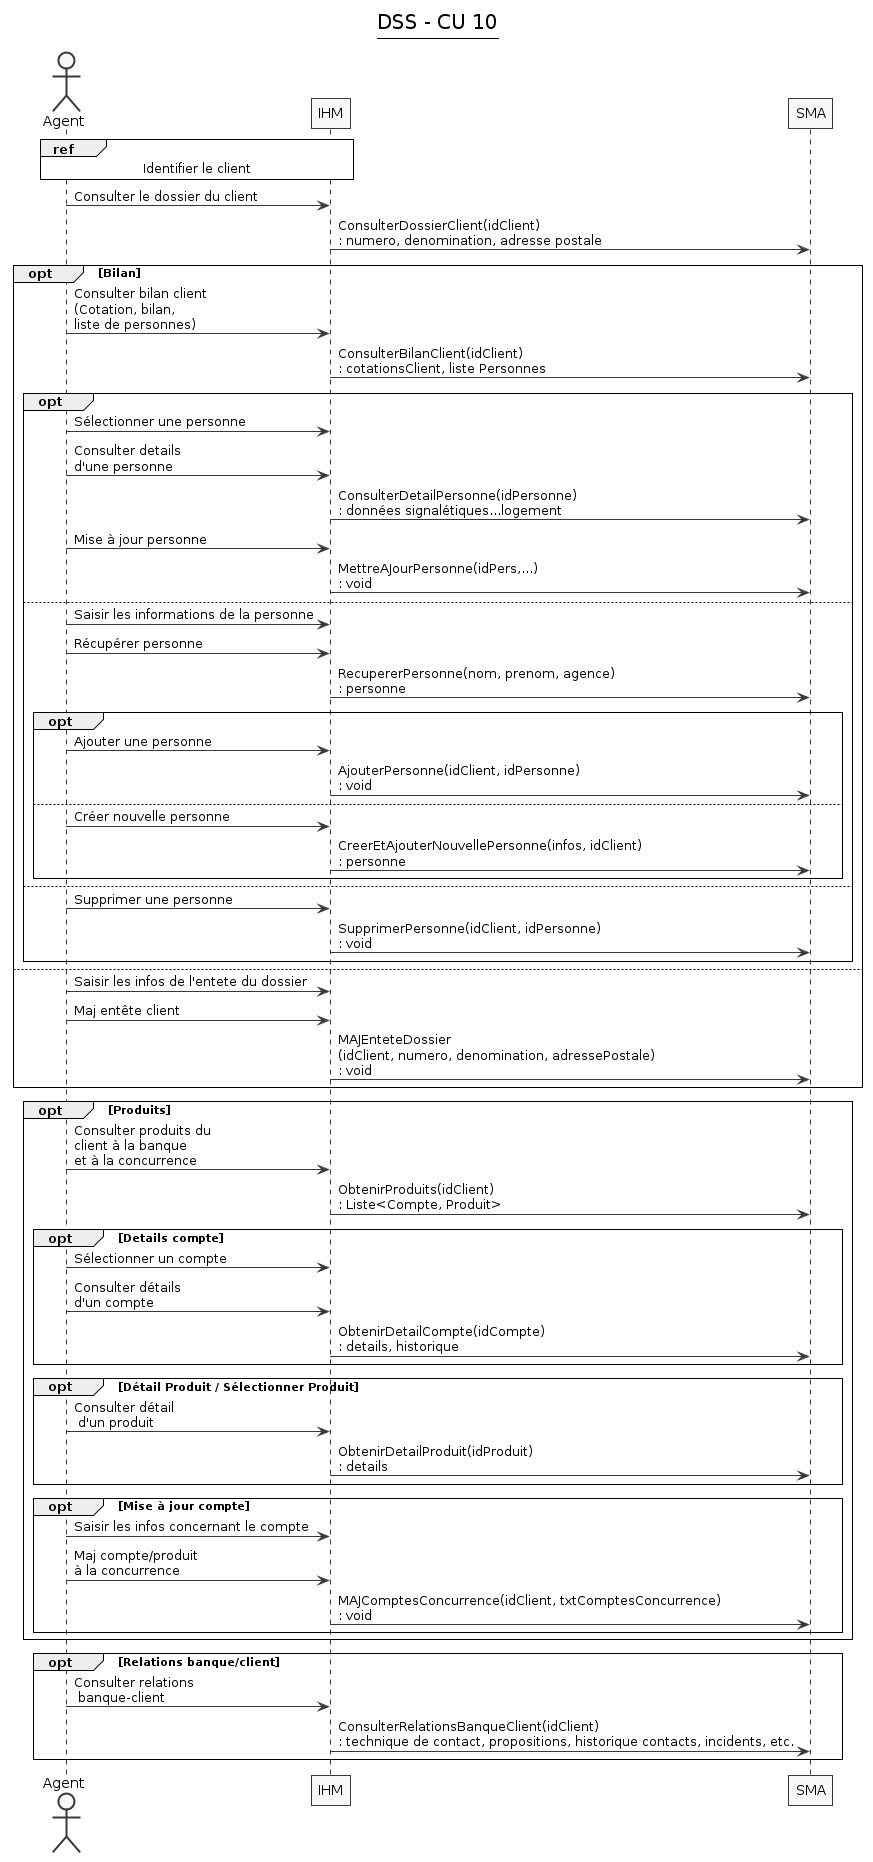 DSS - CU 10
Agent
IHM
SMA
ref
Identifier le client
Consulter le dossier du client
ConsulterDossierClient(idClient)
: numero, denomination, adresse postale
opt [Bilan]
Consulter bilan client
(Cotation, bilan,
liste de personnes)
ConsulterBilanClient(idClient)
: cotationsClient, liste Personnes
opt
Sélectionner une personne
Consulter details
d'une personne
ConsulterDetailPersonne(idPersonne)
: données signalétiques...logement
Mise à jour personne
MettreAJourPersonne(idPers,...)
: void
Saisir les informations de la personne
Récupérer personne
RecupererPersonne(nom, prenom, agence)
: personne
opt
Ajouter une personne
AjouterPersonne(idClient, idPersonne)
: void
Créer nouvelle personne
CreerEtAjouterNouvellePersonne(infos, idClient)
: personne
Supprimer une personne
SupprimerPersonne(idClient, idPersonne)
: void
Saisir les infos de l'entete du dossier
Maj entête client
MAJEnteteDossier
(idClient, numero, denomination, adressePostale)
: void
opt [Produits]
Consulter produits du
client à la banque
et à la concurrence
ObtenirProduits(idClient)
: Liste<Compte, Produit>
opt [Details compte]
Sélectionner un compte
Consulter détails
d'un compte
ObtenirDetailCompte(idCompte)
: details, historique
opt [Détail Produit / Sélectionner Produit]
Consulter détail
d'un produit
ObtenirDetailProduit(idProduit)
: details
opt [Mise à jour compte]
Saisir les infos concernant le compte
Maj compte/produit
à la concurrence
MAJComptesConcurrence(idClient, txtComptesConcurrence)
: void
opt [Relations banque/client]
Consulter relations
banque-client
ConsulterRelationsBanqueClient(idClient)
: technique de contact, propositions, historique contacts, incidents, etc.
Agent
IHM
SMA